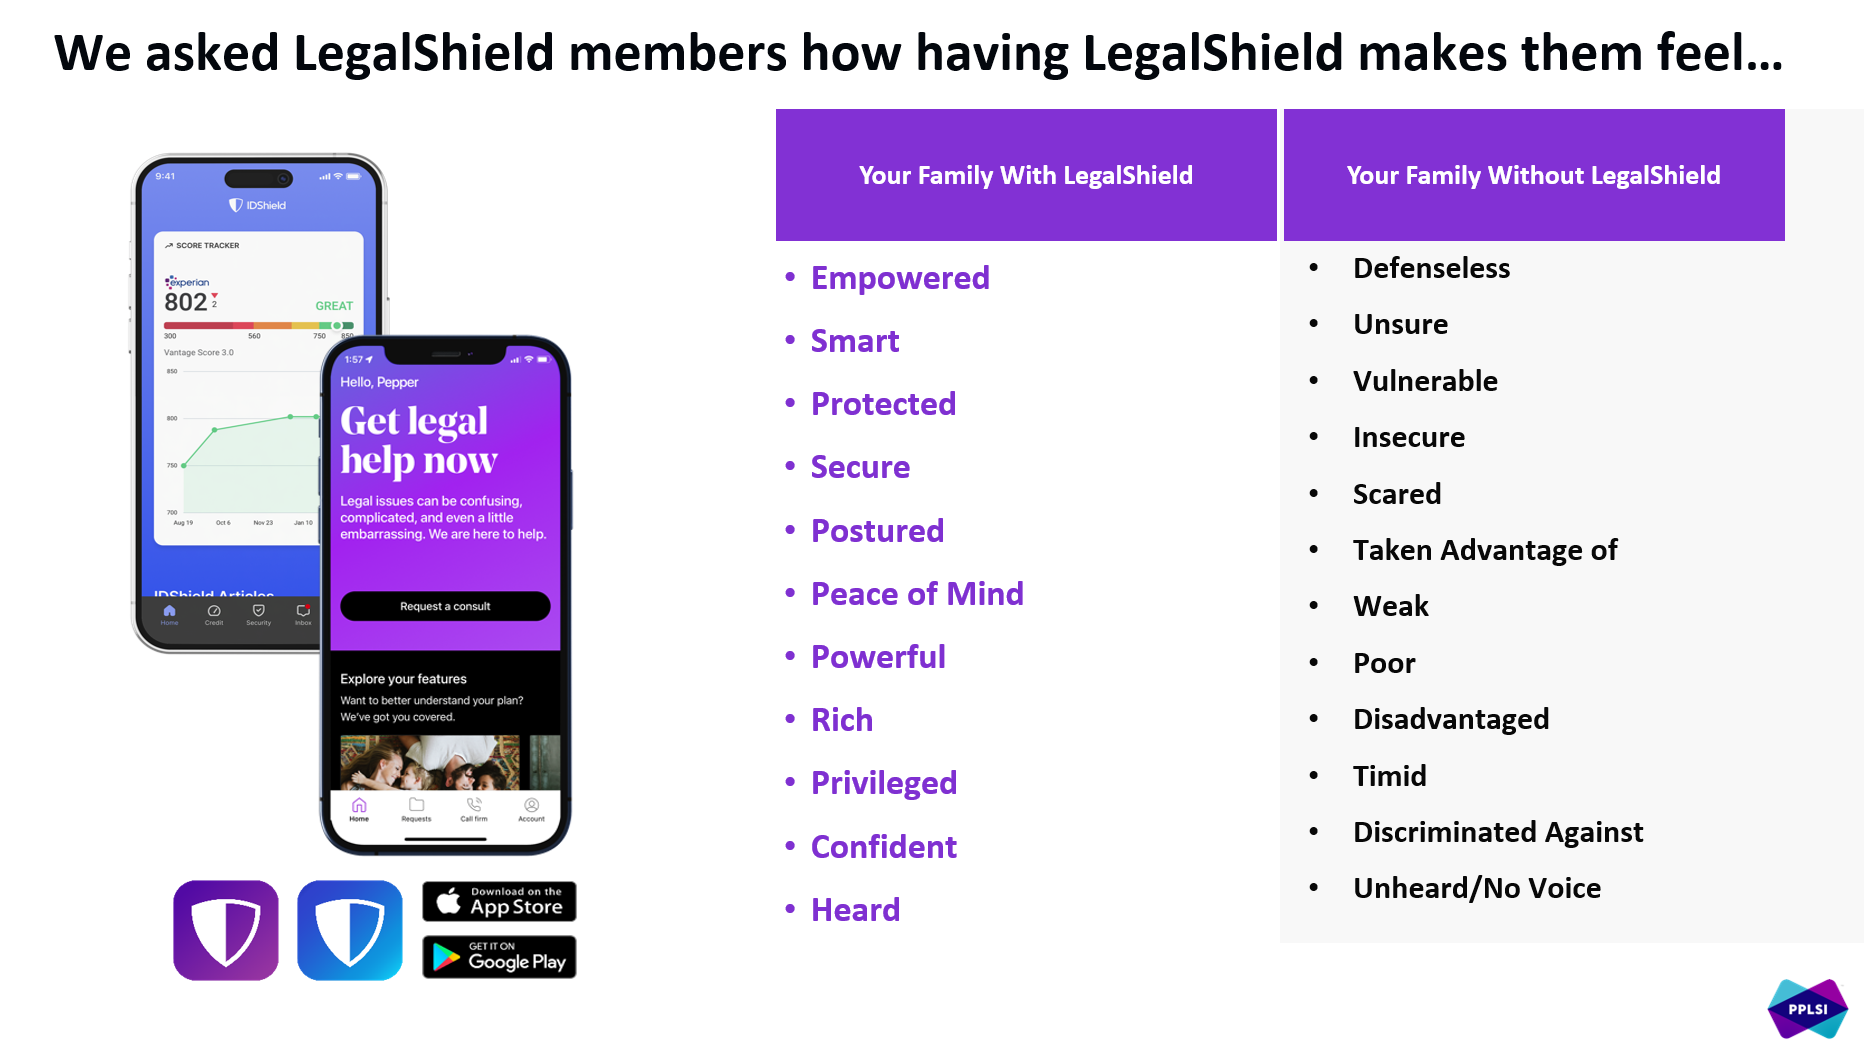 We asked LegalShield members how having LegalShield makes them feel...
9:41
IDShield
SCORE TRACKER
experian
802 2
GREAT
300 560 750 850
Vantage Score 3.0
850
800
750
700
Aug 19 Oct 6 Nov 23 Jan 10
IDShield Articles
Home Credit Security Inbox
1:57
Hello, Pepper
Get legal
help now
Legal issues can be confusing,
complicated, and even a little
embarrassing. We are here to help.
Request a consult
Explore your features
Want to better understand your plan?
We've got you covered.
Home Requests Call firm Account
Download on the
App Store
GET IT ON
Google Play
Your Family With LegalShield
• Empowered
• Smart
• Protected
• Secure
• Postured
• Peace of Mind
• Powerful
• Rich
• Privileged
• Confident
• Heard
Your Family Without LegalShield
• Defenseless
• Unsure
• Vulnerable
• Insecure
• Scared
• Taken Advantage of
• Weak
• Poor
• Disadvantaged
• Timid
• Discriminated Against
• Unheard/No Voice
PPLSI